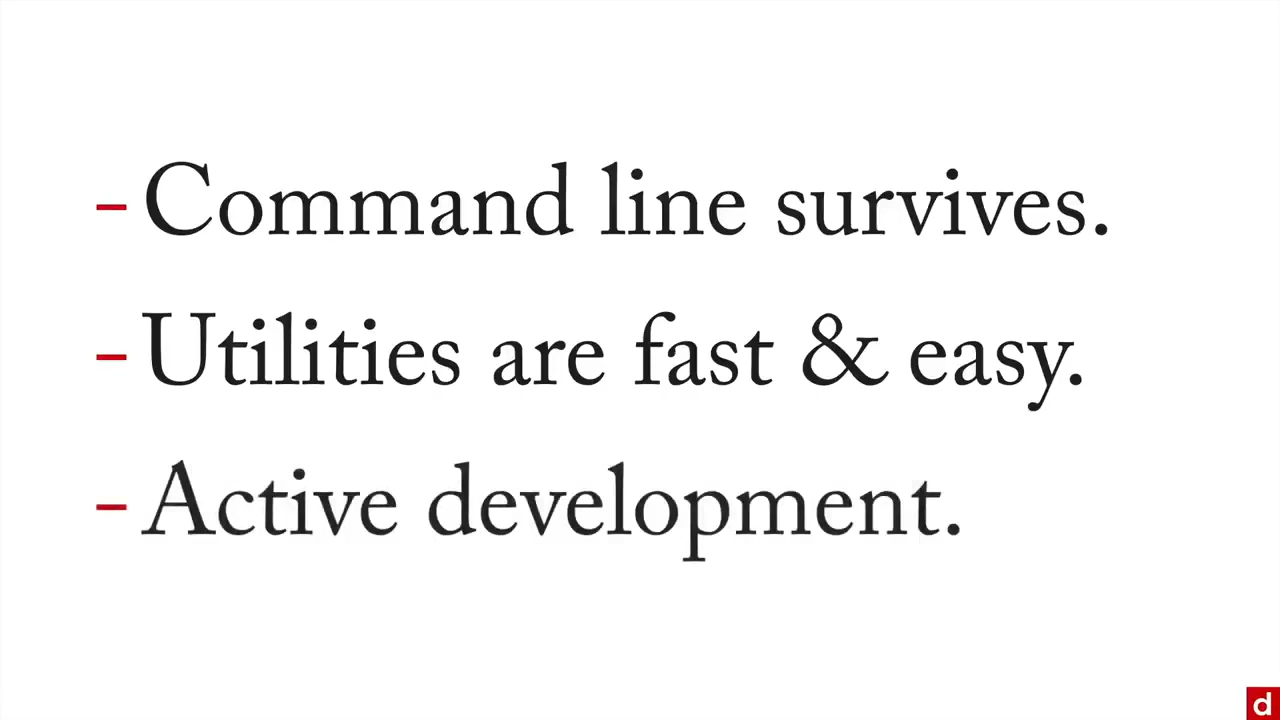 - Command line survives.
- Utilities are fast & easy.
- Active development.
d